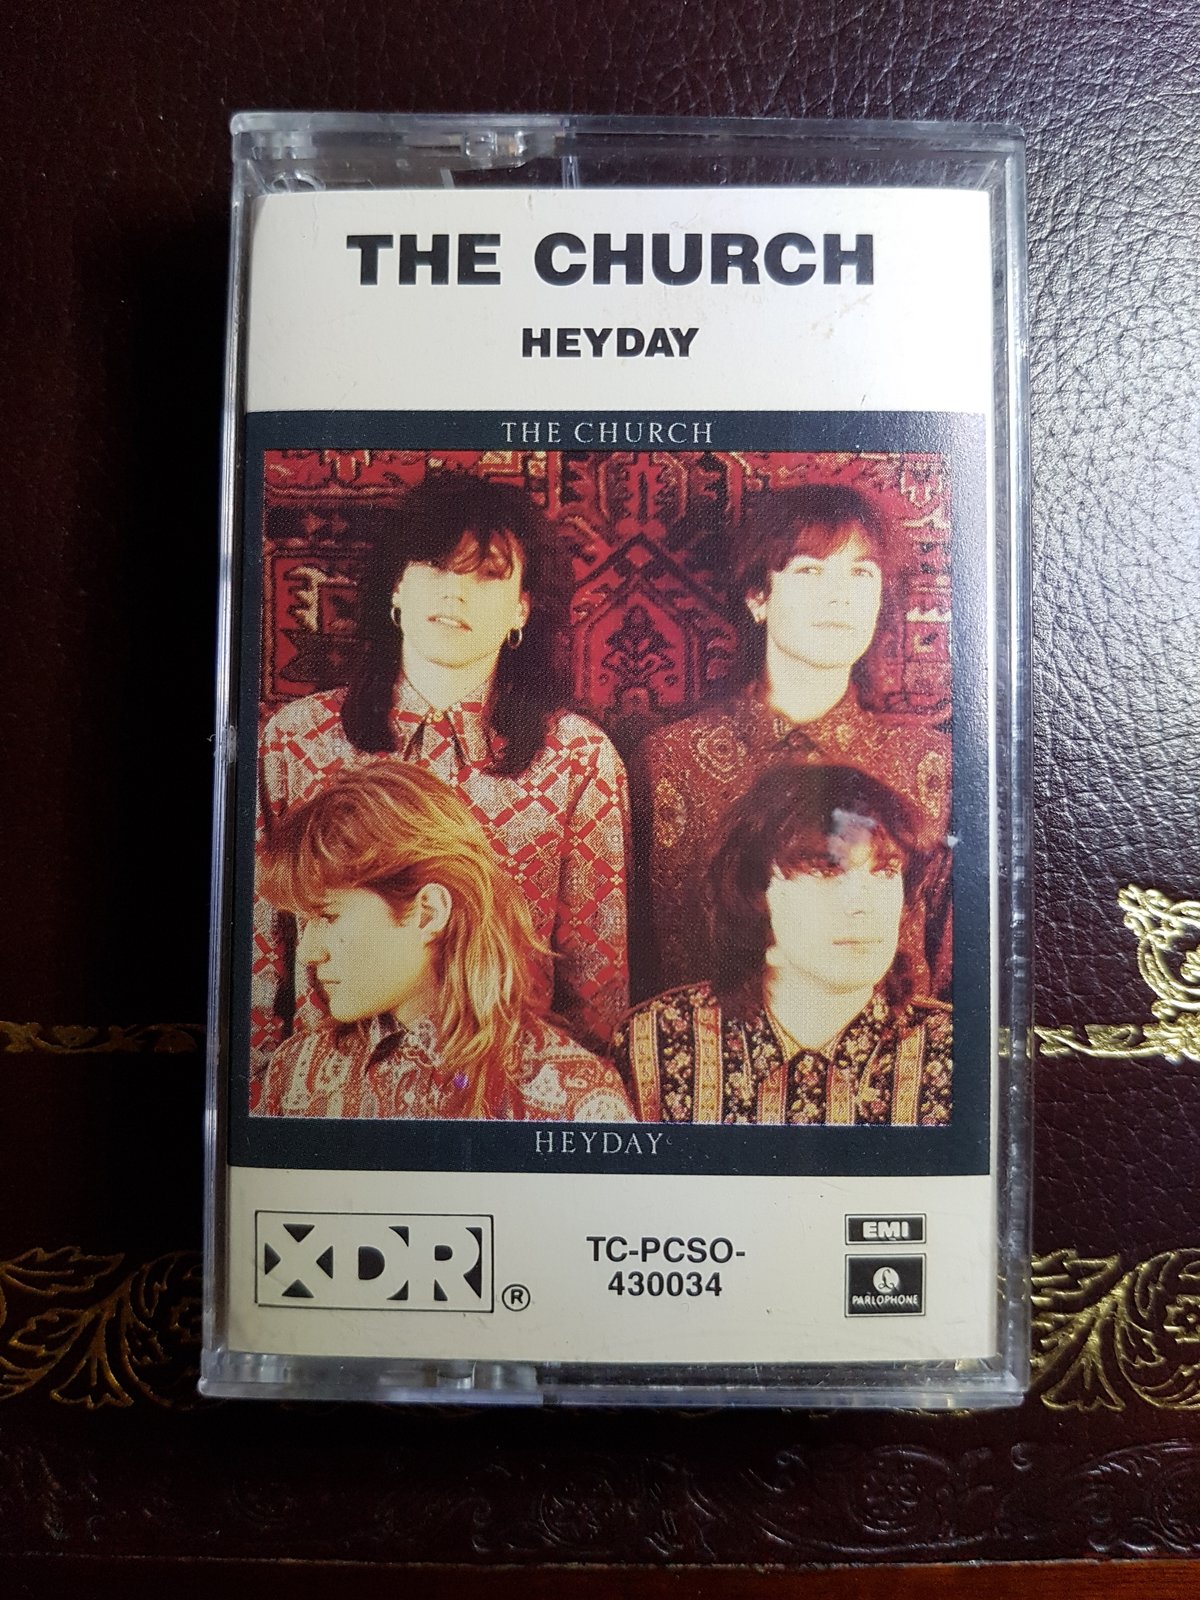 THE CHURCH
HEYDAY
THE CHURCH
HEYDAY
XDR®
TC-PCSO-
430034
EMI
£
PARLOPHONE